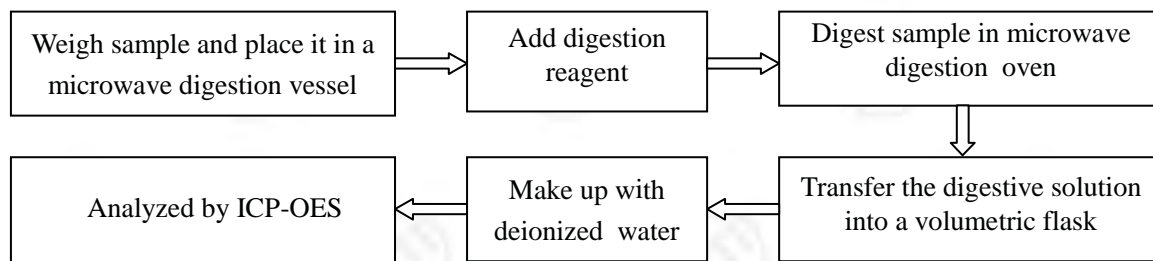 Weigh sample and place it in a
microwave digestion vessel
Add digestion
reagent
Digest sample in microwave
digestion oven
Transfer the digestive solution
into a volumetric flask
Make up with
deionized water
Analyzed by ICP-OES